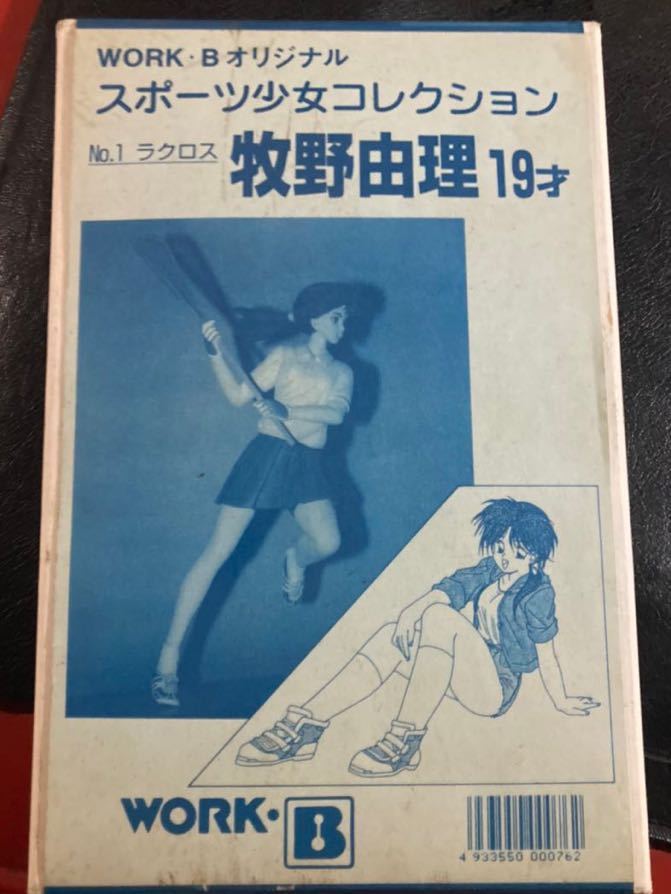 WORK・Bオリジナル
スポーツ少女コレクション
No.1 ラクロス 牧野由理 19才
WORK・B
4 933550 000762